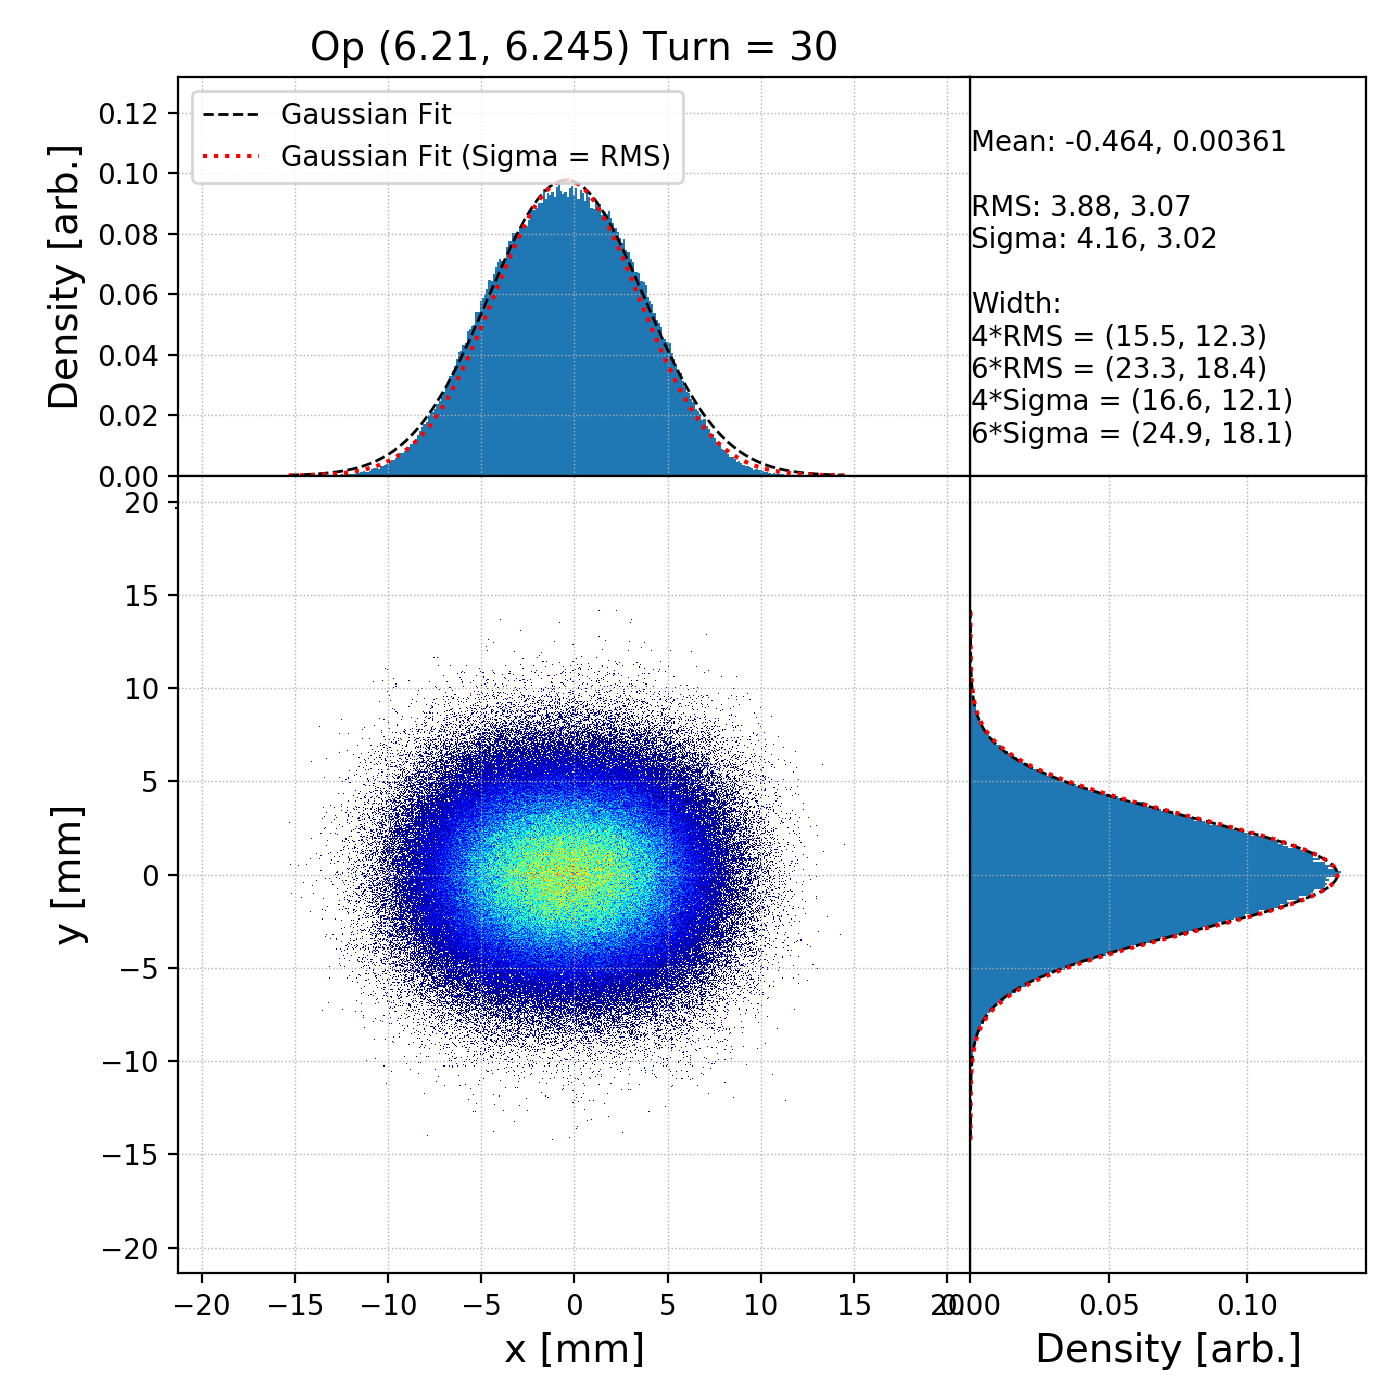 Op (6.21, 6.245) Turn = 30
Density [arb.]
0.12
0.10
0.08
0.06
0.04
0.02
0.00
Gaussian Fit
Gaussian Fit (Sigma = RMS)
Mean: -0.464, 0.00361
RMS: 3.88, 3.07
Sigma: 4.16, 3.02
Width:
4*RMS = (15.5, 12.3)
6*RMS = (23.3, 18.4)
4*Sigma = (16.6, 12.1)
6*Sigma = (24.9, 18.1)
y [mm]
20
15
10
5
0
−5
−10
−15
−20
−20 −15 −10 −5 0 5 10 15 20
x [mm]
0.00 0.05 0.10
Density [arb.]